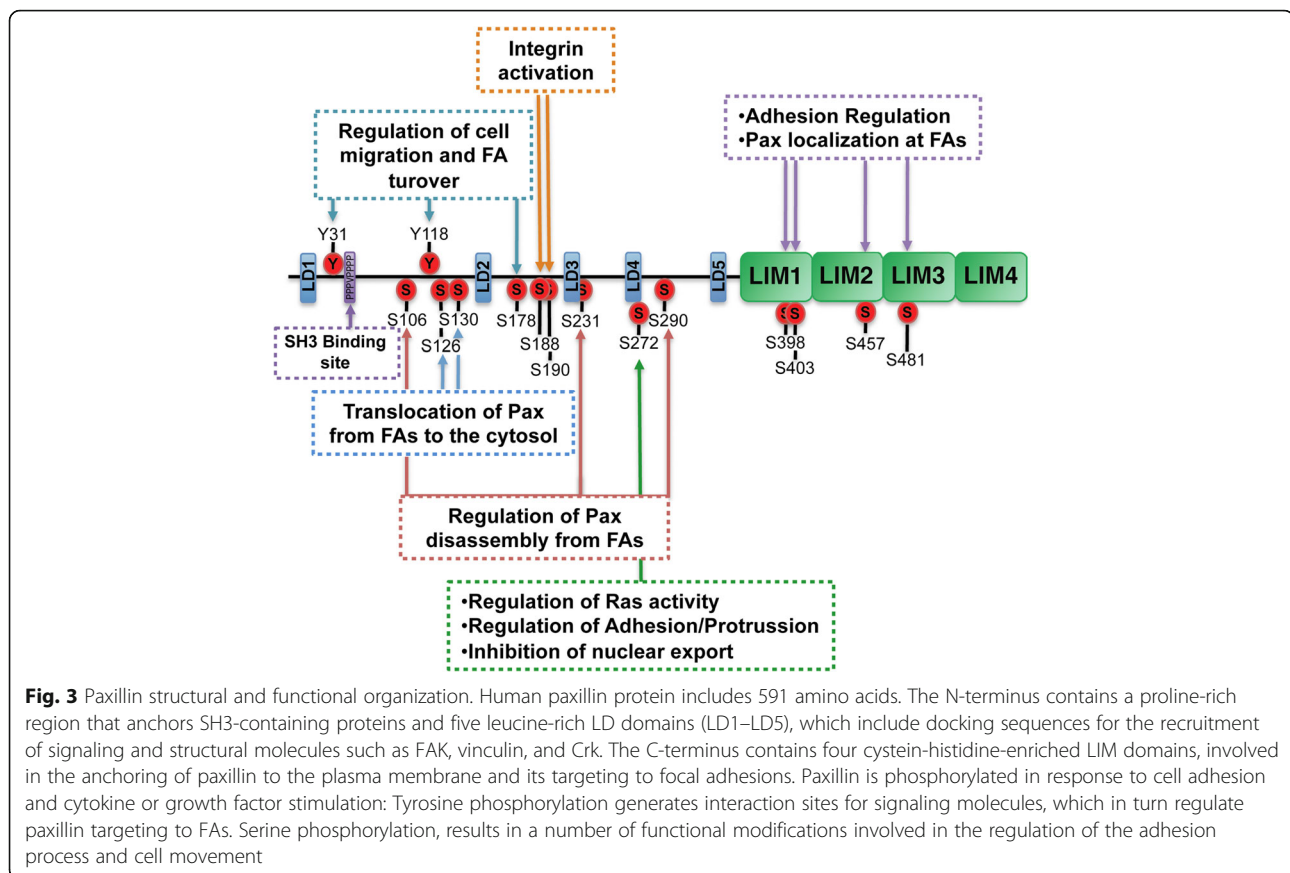 Integrin
activation
Regulation of cell
migration and FA
turnover
•Adhesion Regulation
•Pax localization at FAs
Y31
Y118
Y
Y
LD1
PPPVPPPP
LD2
LD3
LD4
LD5
LIM1
LIM2
LIM3
LIM4
S
S
S
S
S
S
S
S
S
S
S
S
S
S106
S126
S130
S178
S188
S190
S231
S272
S290
S398
S403
S457
S481
SH3 Binding
site
Translocation of Pax
from FAs to the cytosol
Regulation of Pax
disassembly from FAs
•Regulation of Ras activity
•Regulation of Adhesion/Protrussion
•Inhibition of nuclear export
Fig. 3 Paxillin structural and functional organization. Human paxillin protein includes 591 amino acids. The N-terminus contains a proline-rich
region that anchors SH3-containing proteins and five leucine-rich LD domains (LD1–LD5), which include docking sequences for the recruitment
of signaling and structural molecules such as FAK, vinculin, and Crk. The C-terminus contains four cystein-histidine-enriched LIM domains, involved
in the anchoring of paxillin to the plasma membrane and its targeting to focal adhesions. Paxillin is phosphorylated in response to cell adhesion
and cytokine or growth factor stimulation: Tyrosine phosphorylation generates interaction sites for signaling molecules, which in turn regulate
paxillin targeting to FAs. Serine phosphorylation, results in a number of functional modifications involved in the regulation of the adhesion
process and cell movement